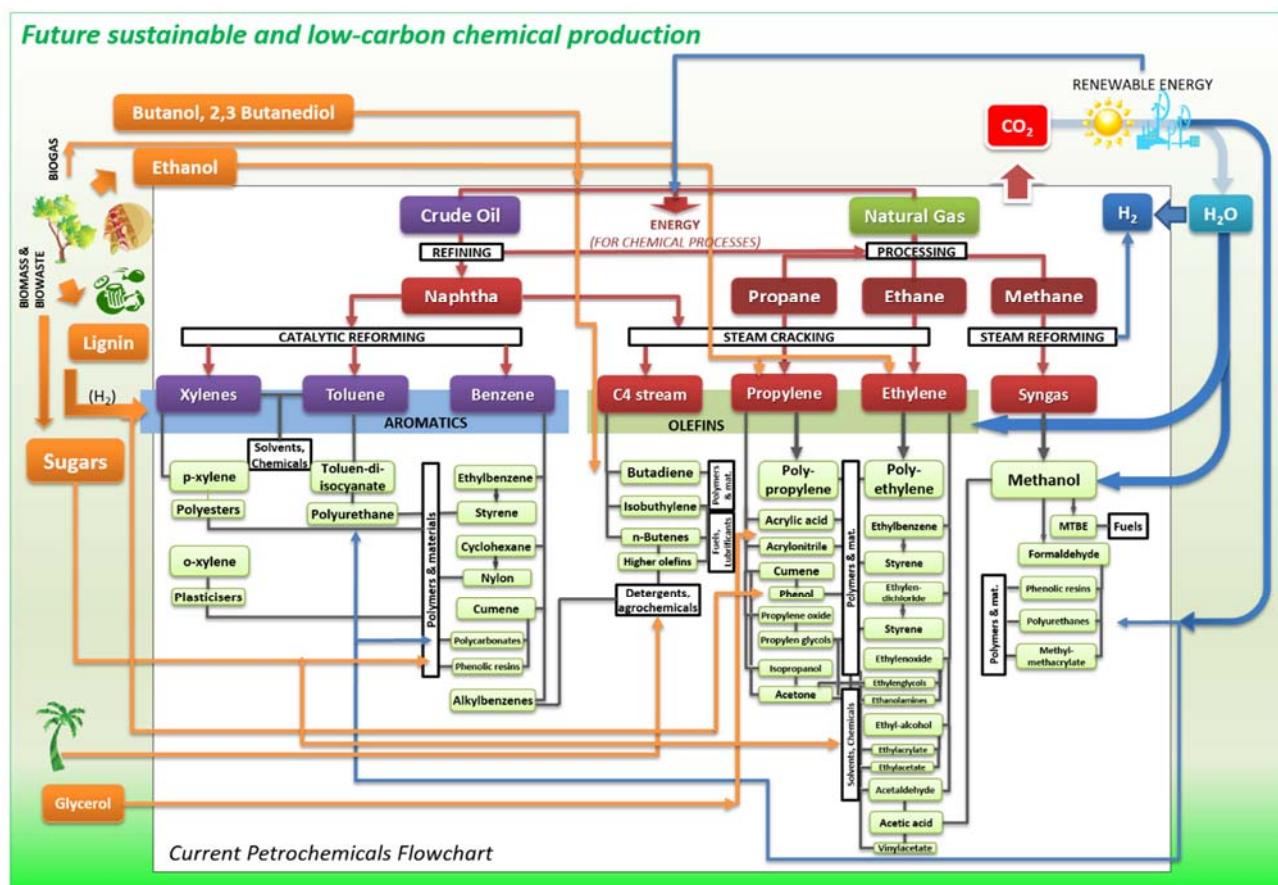 Future sustainable and low-carbon chemical production
Butanol, 2,3 Butanediol
RENEWABLE ENERGY
CO₂
BIOGAS
Ethanol
Crude Oil
ENERGY
(FOR CHEMICAL PROCESSES)
Natural Gas
H₂
H₂O
REFINING
PROCESSING
BIOMASS &
BIOWASTE
Naphtha
Propane
Ethane
Methane
CATALYTIC REFORMING
STEAM CRACKING
STEAM REFORMING
Lignin
(H₂)
Xylenes
Toluene
Benzene
C4 stream
Propylene
Ethylene
Syngas
AROMATICS
OLEFINS
Sugars
Solvents,
Chemicals
p-xylene
Polyesters
o-xylene
Plasticisers
Toluen-di-
isocyanate
Polyurethane
Polymers & materials
Ethylbenzene
Styrene
Cyclohexane
Nylon
Cumene
Polycarbonates
Phenolic resins
Alkylbenzenes
Butadiene
Isobuthylene
n-Butenes
Higher olefins
Polymers
& mat.
Fuels,
Lubrificants
Detergents,
agrochemicals
Poly-
propylene
Acrylic acid
Acrylonitrile
Cumene
Phenol
Propylene oxide
Propylen glycols
Isopropanol
Acetone
Polymers & mat.
Solvents, Chemicals
Poly-
ethylene
Ethylbenzene
Styrene
Ethylen-
dichloride
Styrene
Ethylenoxide
Ethylenglycols
Ethanolamines
Ethyl-alcohol
Ethylacrylate
Ethylacetate
Acetaldehyde
Acetic acid
Vinylacetate
Methanol
MTBE
Fuels
Formaldehyde
Polymers & mat.
Phenolic resins
Polyurethanes
Methyl-
methacrylate
Glycerol
Current Petrochemicals Flowchart